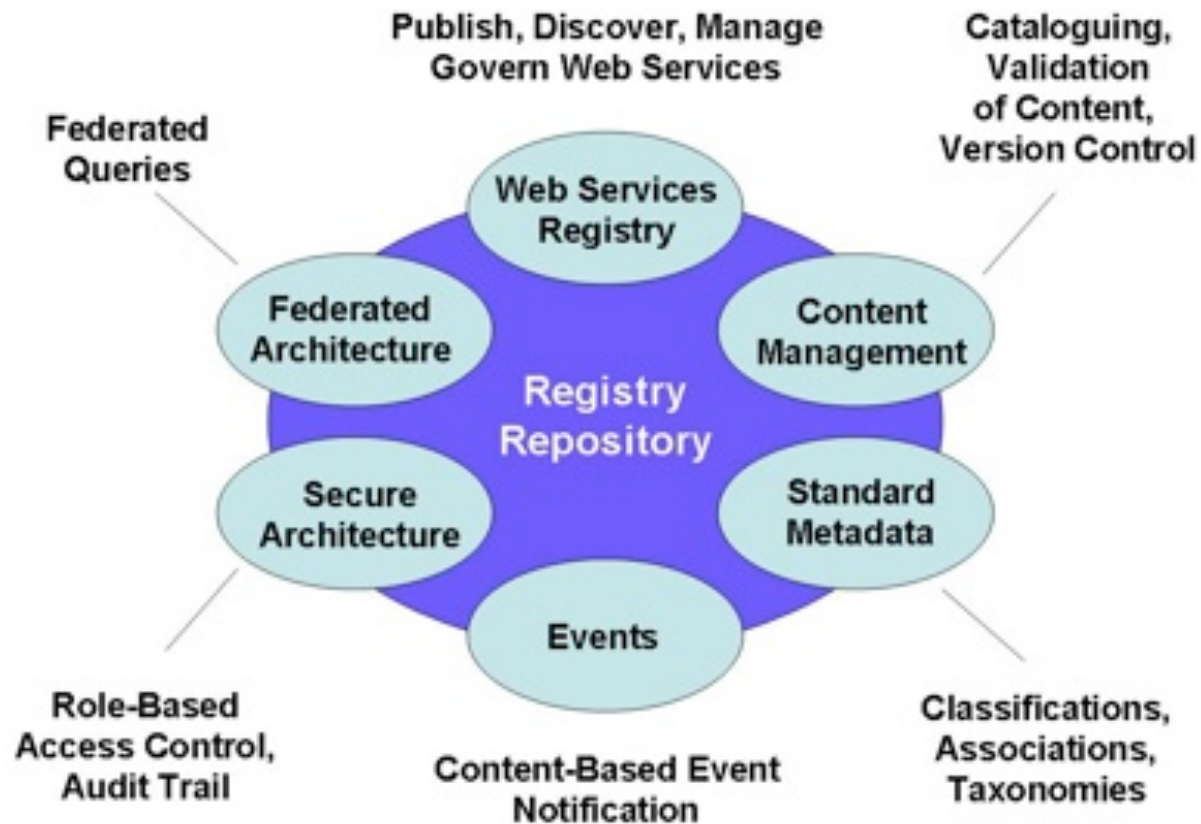 Publish, Discover, Manage
Govern Web Services
Cataloguing,
Validation
of Content,
Version Control
Federated
Queries
Web Services
Registry
Federated
Architecture
Content
Management
Registry
Repository
Secure
Architecture
Standard
Metadata
Events
Role-Based
Access Control,
Audit Trail
Content-Based Event
Notification
Classifications,
Associations,
Taxonomies